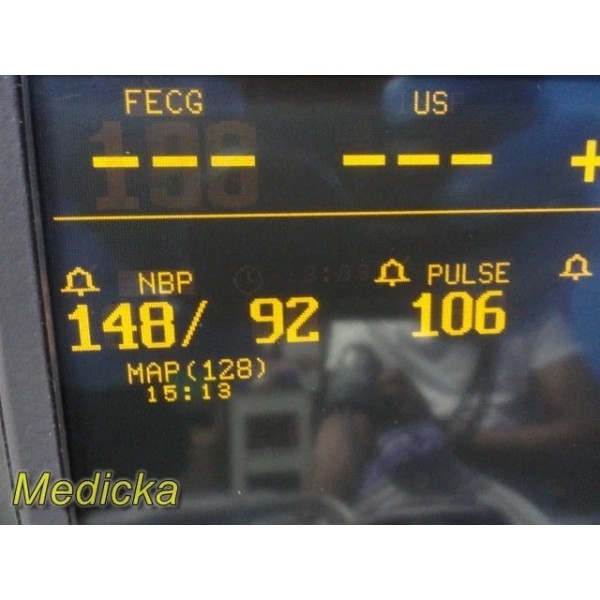 FECG US
--- --- +
NBP PULSE
148/ 92 106
MAP(128)
15:13
Medicka